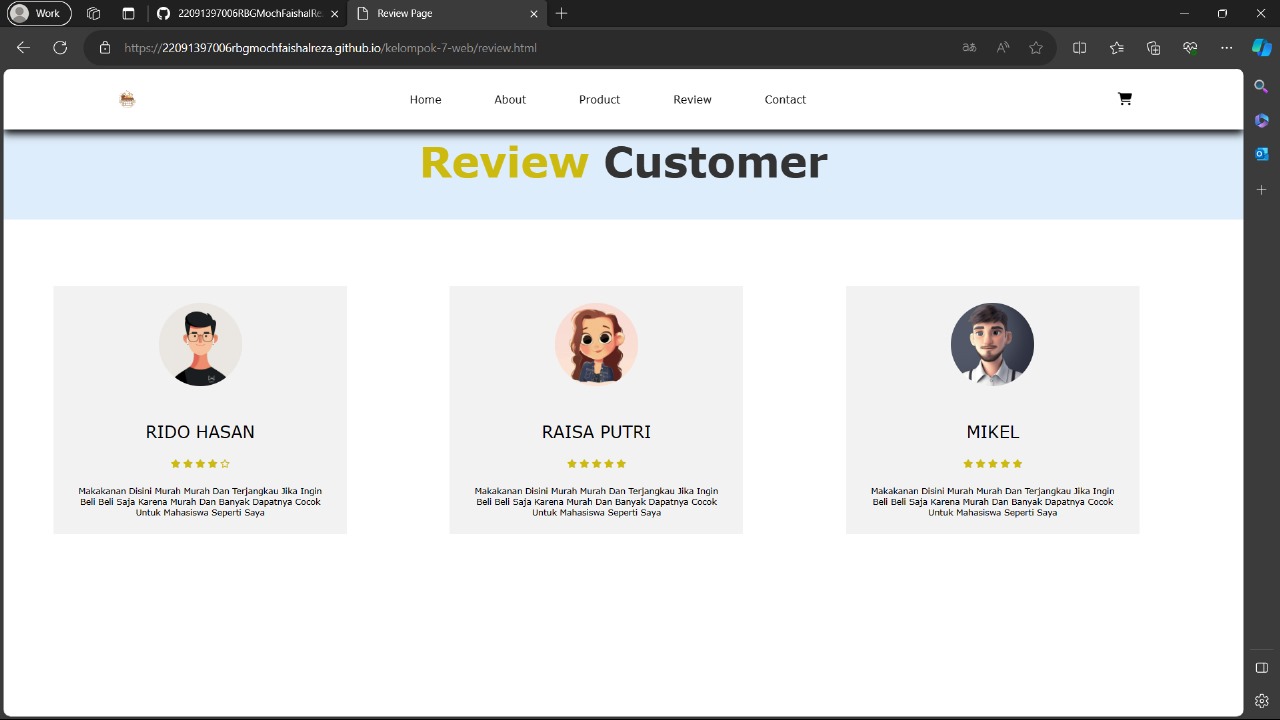 Work
22091397006RBGMochFaishalRe
Review Page
https://22091397006rbgmochfaishalreza.github.io/kelompok-7-web/review.html
Home
About
Product
Review
Contact
Review Customer
RIDO HASAN
Makakanan Disini Murah Murah Dan Terjangkau Jika Ingin
Beli Beli Saja Karena Murah Dan Banyak Dapatnya Cocok
Untuk Mahasiswa Seperti Saya
RAISA PUTRI
Makakanan Disini Murah Murah Dan Terjangkau Jika Ingin
Beli Beli Saja Karena Murah Dan Banyak Dapatnya Cocok
Untuk Mahasiswa Seperti Saya
MIKEL
Makakanan Disini Murah Murah Dan Terjangkau Jika Ingin
Beli Beli Saja Karena Murah Dan Banyak Dapatnya Cocok
Untuk Mahasiswa Seperti Saya